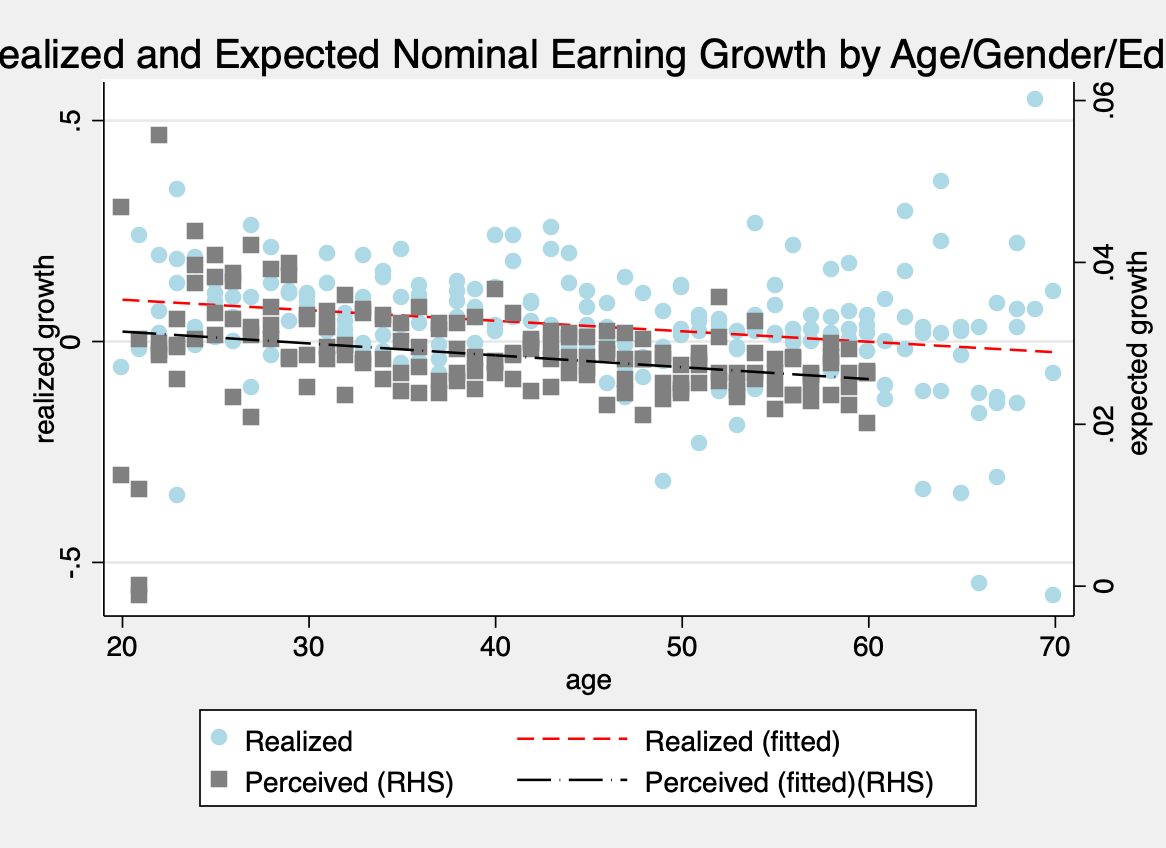 ealized and Expected Nominal Earning Growth by Age/Gender/Ed
.5
0
-.5
realized growth
.06
.04
.02
0
expected growth
20 30 40 50 60 70
age
Realized Realized (fitted)
Perceived (RHS) Perceived (fitted)(RHS)